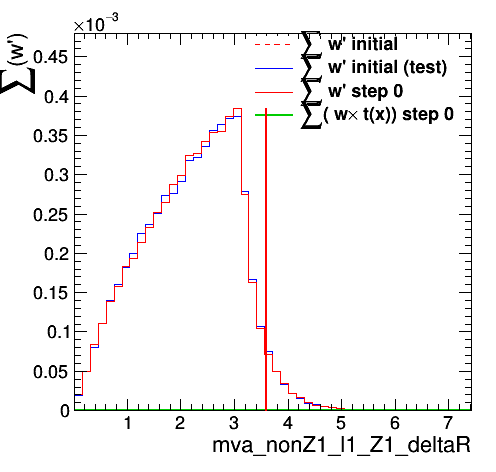 ×10⁻³
∑(w')
∑ w' initial
∑ w' initial (test)
∑ w' step 0
∑( w× t(x)) step 0
0.45
0.4
0.35
0.3
0.25
0.2
0.15
0.1
0.05
0
1 2 3 4 5 6 7
mva_nonZ1_l1_Z1_deltaR